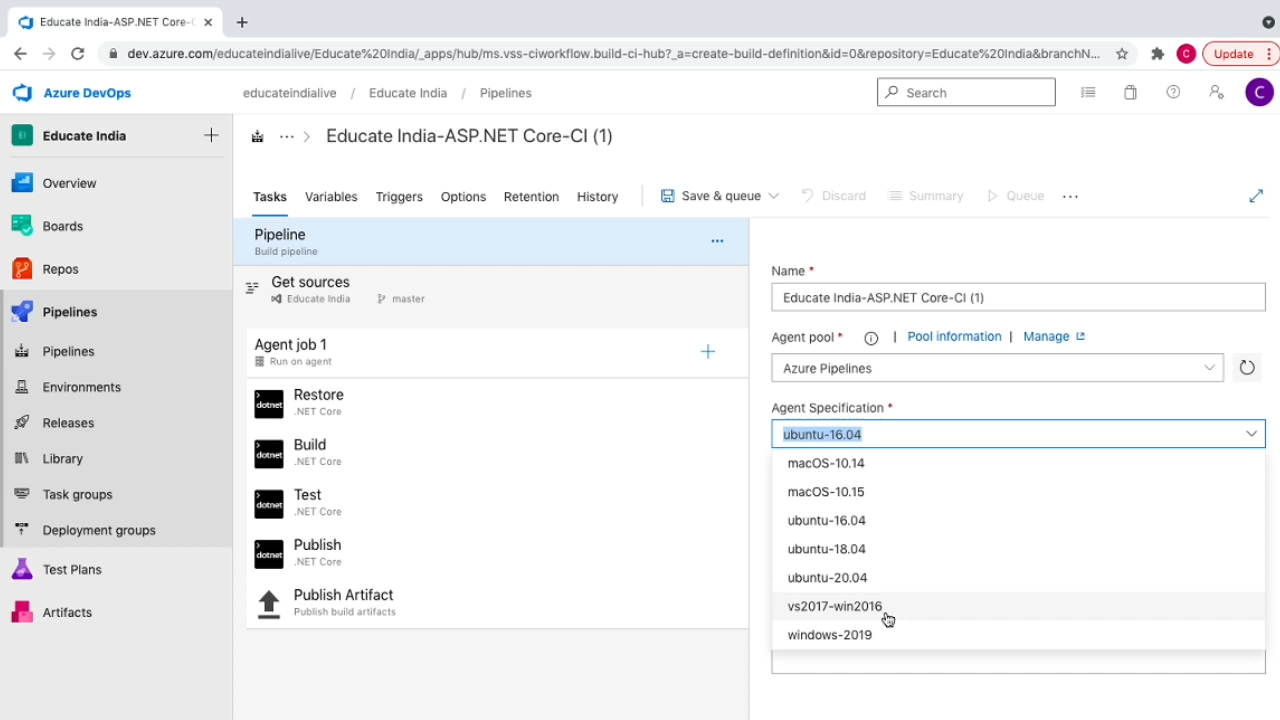 Educate India-ASP.NET Core-
dev.azure.com/educateindialive/Educate%20India/_apps/hub/ms.vss-ciworkflow.build-ci-hub?_a=create-build-definition&id=0&repository=Educate%20India&branchN...
C
Update
Azure DevOps
educateindialive / Educate India / Pipelines
Search
C
Educate India
Overview
Boards
Repos
Pipelines
Pipelines
Environments
Releases
Library
Task groups
Deployment groups
Test Plans
Artifacts
... > Educate India-ASP.NET Core-CI (1)
Tasks Variables Triggers Options Retention History Save & queue Discard Summary Queue ...
Pipeline
Build pipeline
...
Get sources
Educate India master
Agent job 1
Run on agent
dotnet
Restore
.NET Core
dotnet
Build
.NET Core
dotnet
Test
.NET Core
dotnet
Publish
.NET Core
Publish Artifact
Publish build artifacts
Name *
Educate India-ASP.NET Core-CI (1)
Agent pool * | Pool information | Manage
Azure Pipelines
Agent Specification *
ubuntu-16.04
macOS-10.14
macOS-10.15
ubuntu-16.04
ubuntu-18.04
ubuntu-20.04
vs2017-win2016
windows-2019